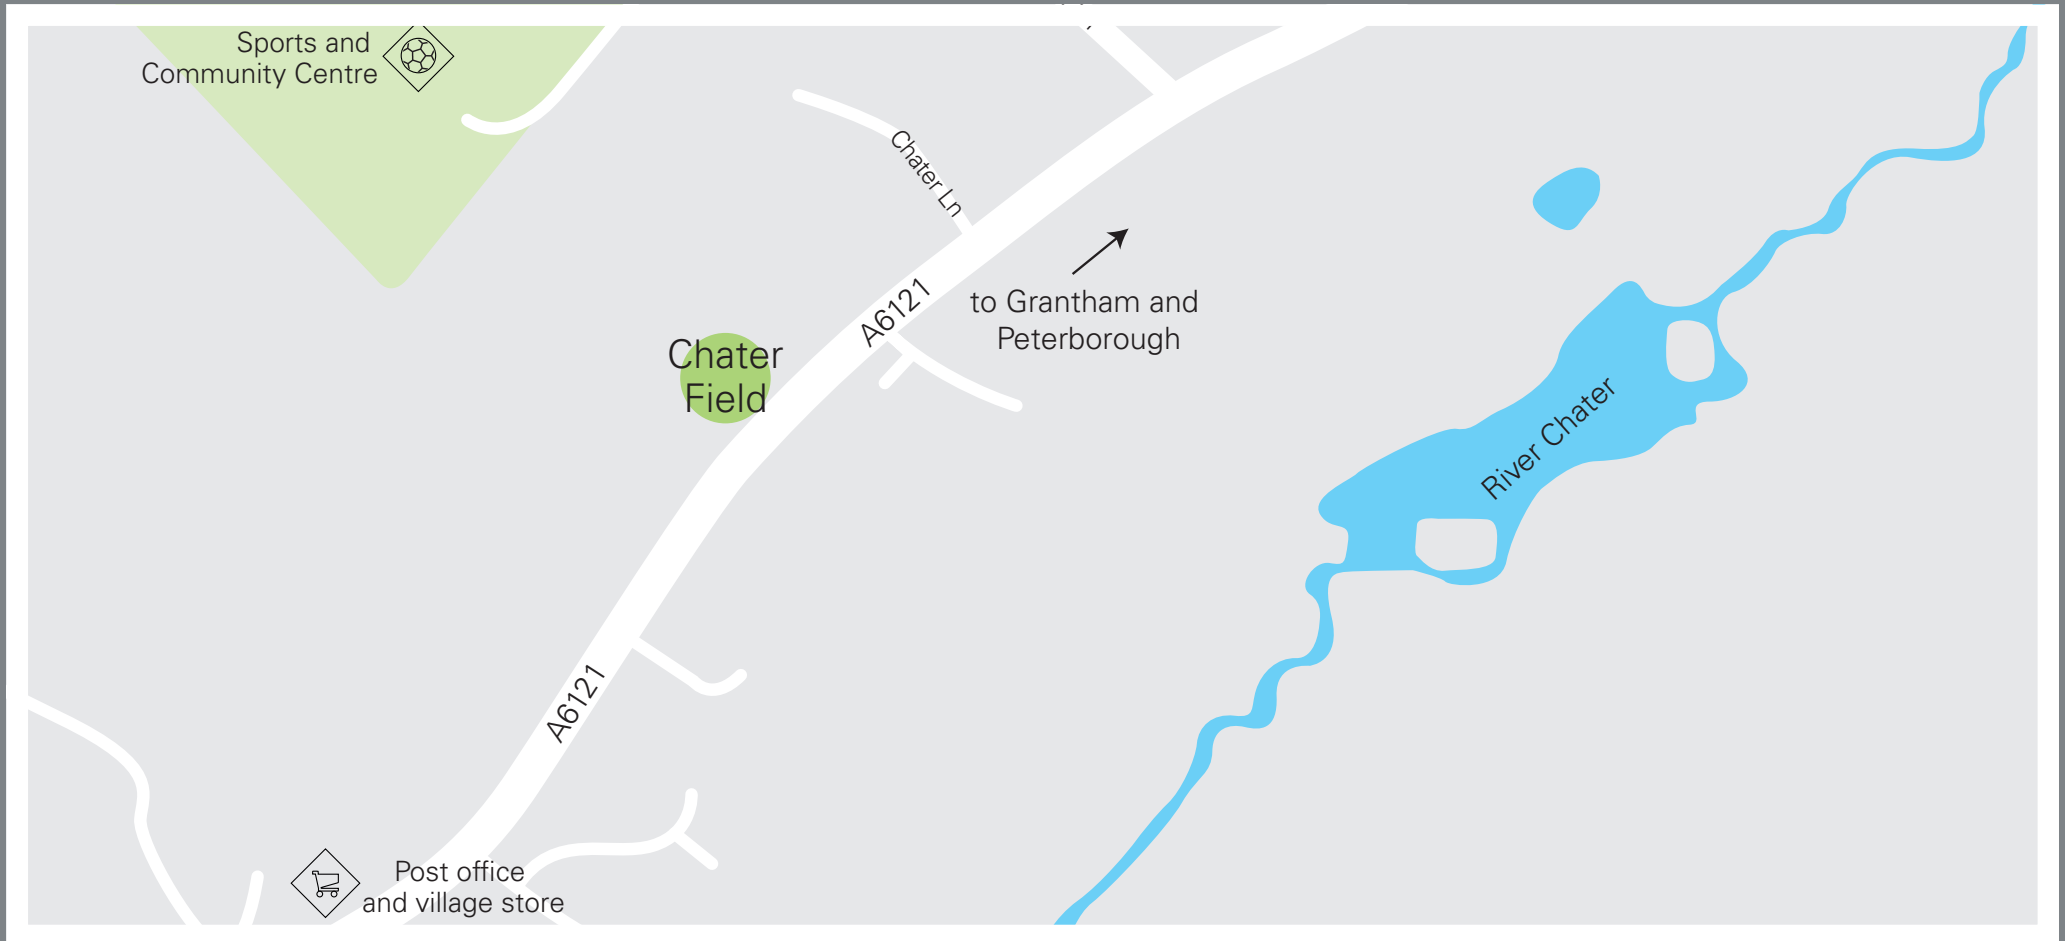 Sports and
Community Centre
Chater Ln
A6121
to Grantham and
Peterborough
Chater
Field
River Chater
A6121
Post office
and village store